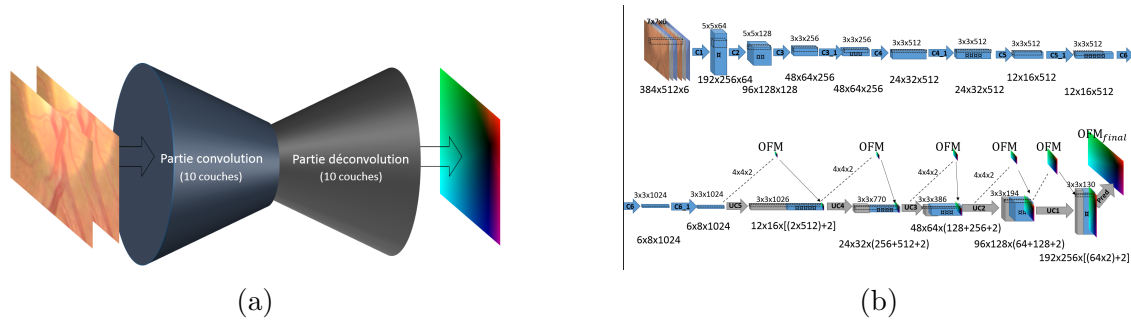 Partie convolution
(10 couches)
Partie déconvolution
(10 couches)
(a)
7x7x6
5x5x64
5x5x128
3x3x256
3x3x256
3x3x512
3x3x512
3x3x512
3x3x512
C1
C2
C3
C3_1
C4
C4_1
C5
C5_1
C6
384x512x6
192x256x64
96x128x128
48x64x256
48x64x256
24x32x512
24x32x512
12x16x512
12x16x512
OFM
OFM
OFM
OFM
OFM
OFMfinal
4x4x2
4x4x2
4x4x2
4x4x2
3x3x1024
3x3x1024
3x3x1026
3x3x770
3x3x386
3x3x194
3x3x130
C6
C6_1
UC5
UC4
UC3
UC2
UC1
Pred
6x8x1024
6x8x1024
12x16x[(2x512)+2]
24x32x(256+512+2)
48x64x(128+256+2)
96x128x(64+128+2)
192x256x[(64x2)+2]
(b)